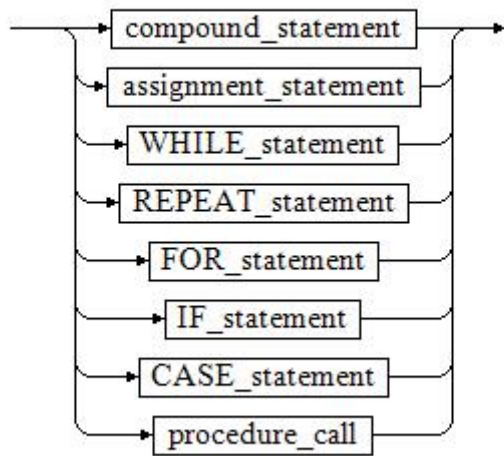 compound_statement
assignment_statement
WHILE_statement
REPEAT_statement
FOR_statement
IF_statement
CASE_statement
procedure_call